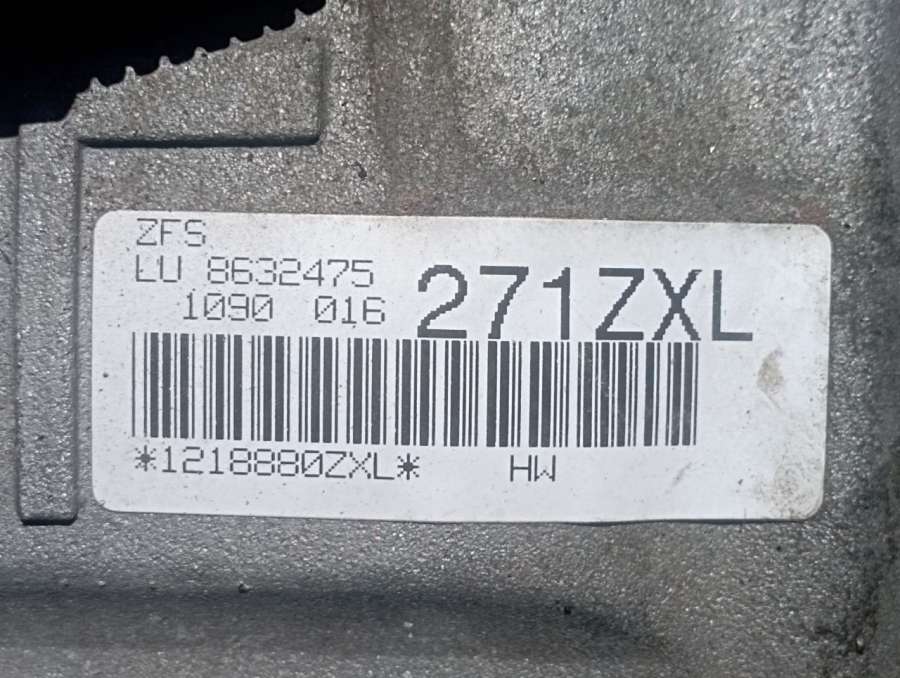 ZFS
LU 8632475
1090 016 271ZXL
*1218880ZXL* HW